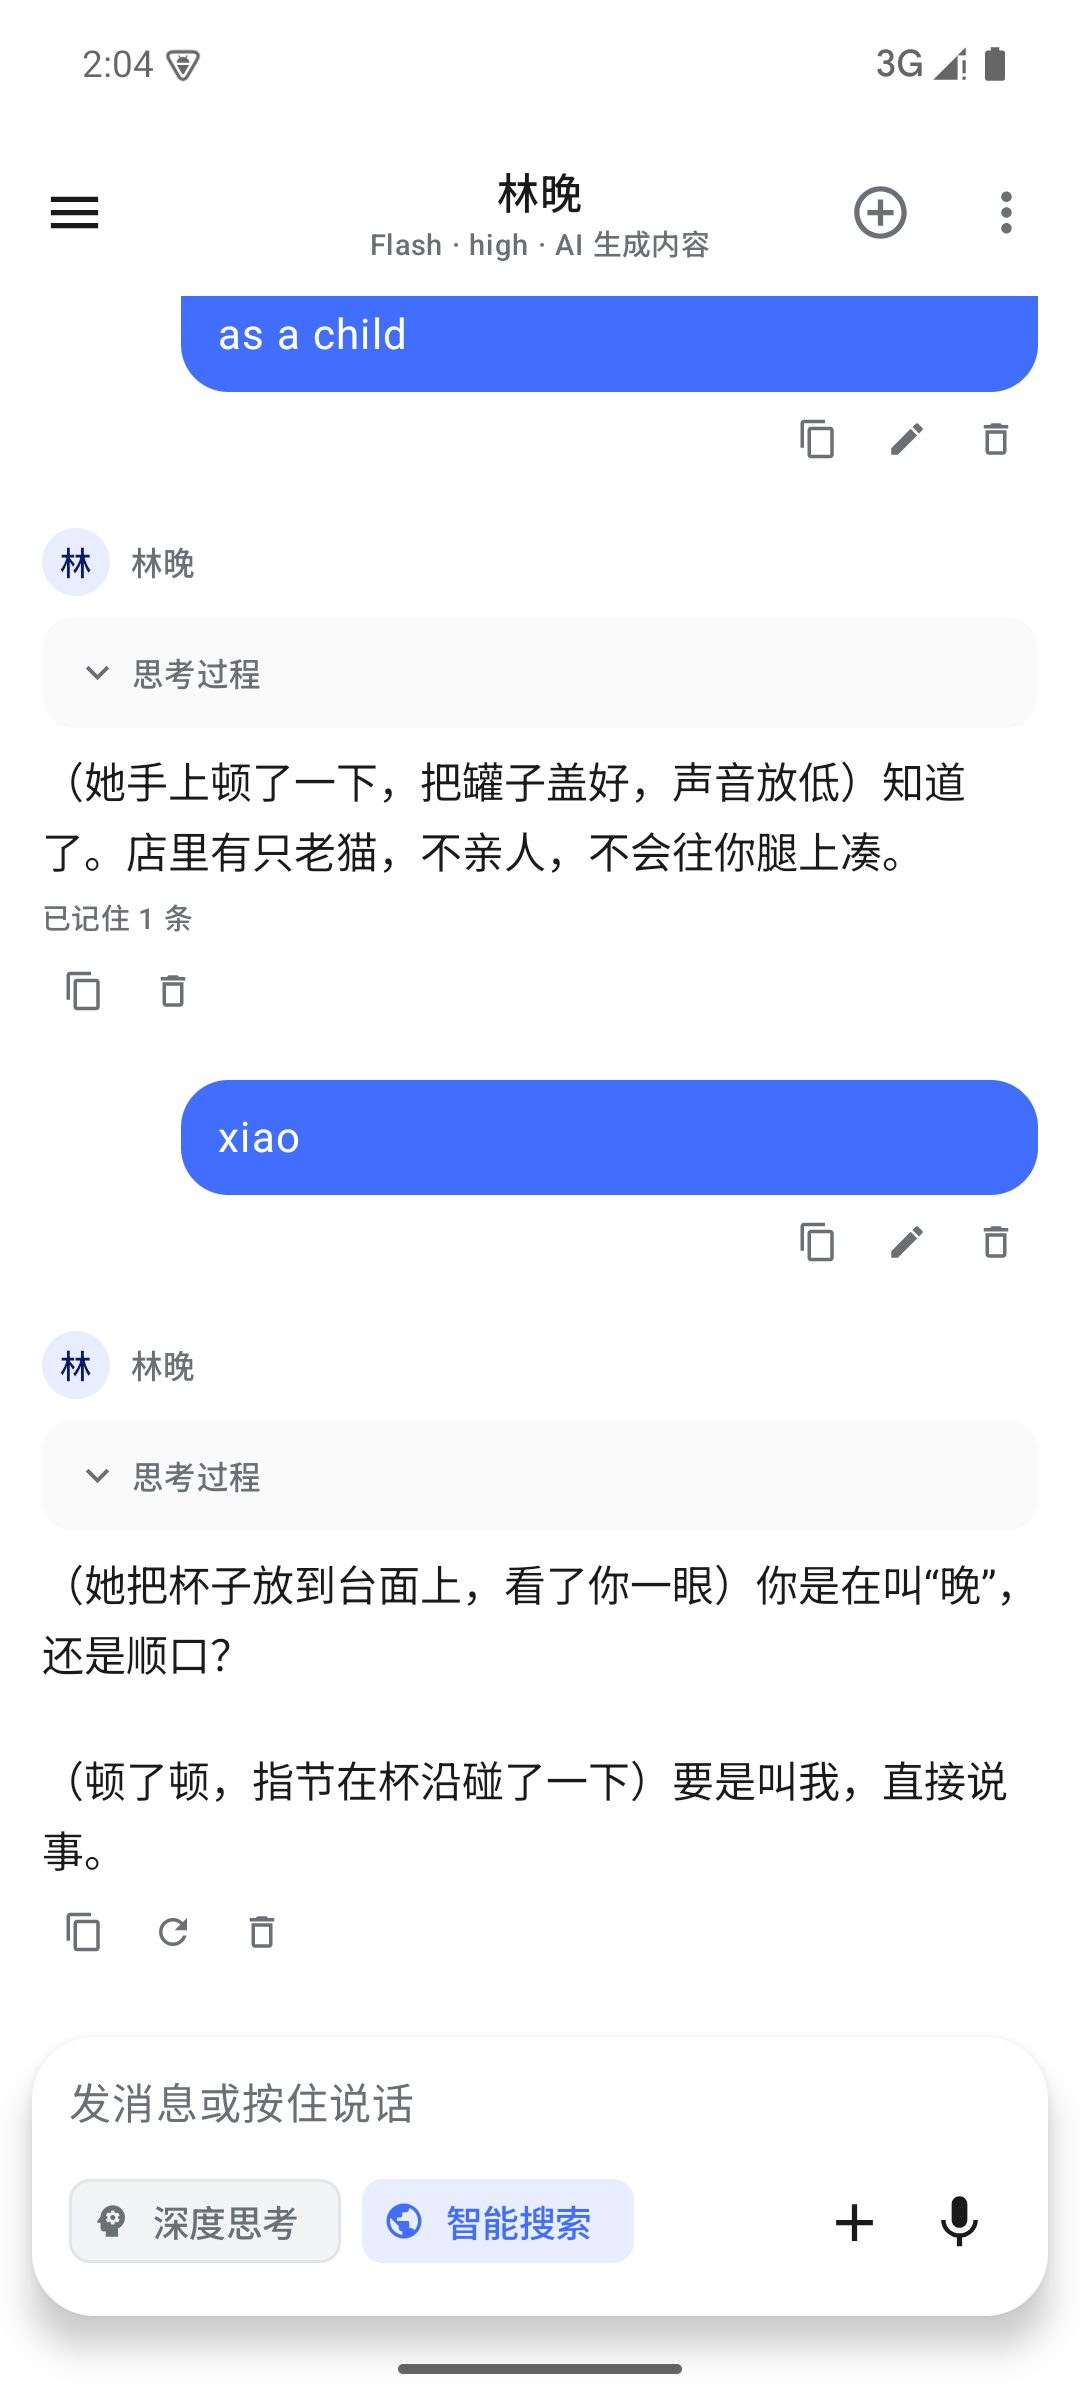 2:04
3G
林晚
Flash · high · AI 生成内容
as a child
林 林晚
思考过程
（她手上顿了一下，把罐子盖好，声音放低）知道
了。店里有只老猫，不亲人，不会往你腿上凑。
已记住 1 条
xiao
林 林晚
思考过程
（她把杯子放到台面上，看了你一眼）你是在叫“晚”，
还是顺口？
（顿了顿，指节在杯沿碰了一下）要是叫我，直接说
事。
发消息或按住说话
深度思考 智能搜索